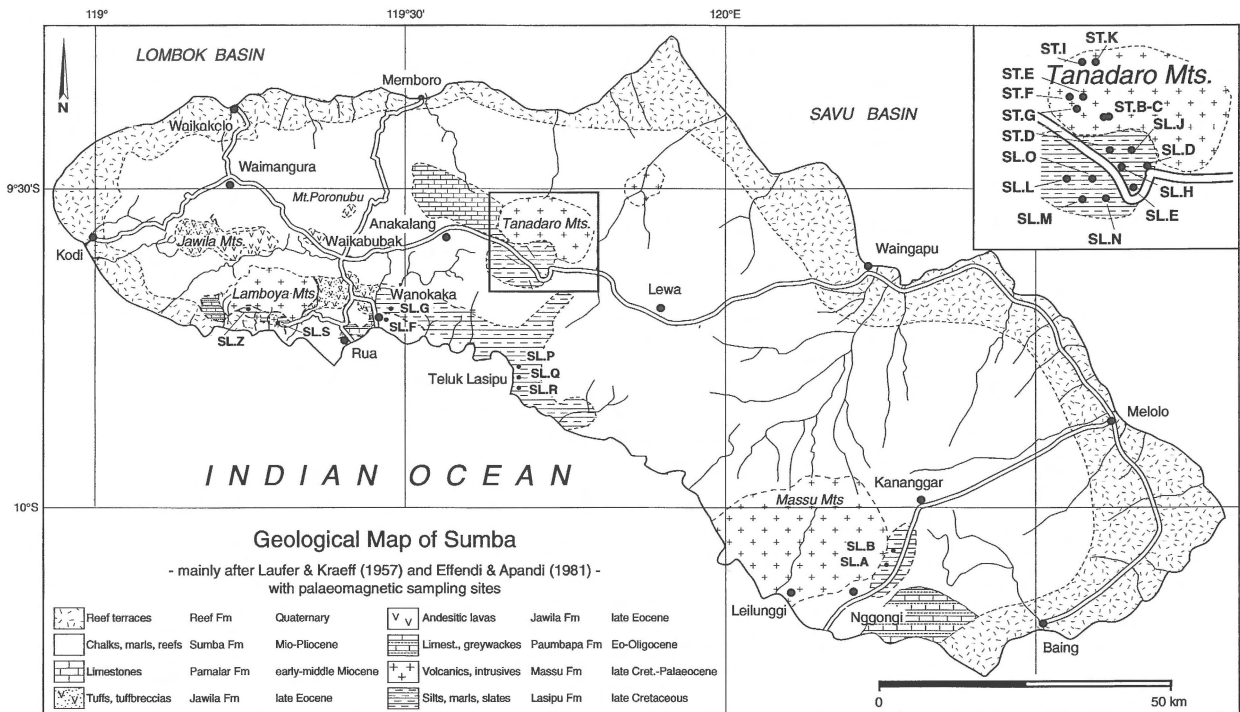 119°
119°30'
120°E
LOMBOK BASIN
N
Memboro
Waikakelo
SAVU BASIN
ST.I
ST.K
Tanadaro Mts.
ST.E
ST.F
ST.B-C
ST.G
SL.J
ST.D
SL.O
SL.D
SL.L
SL.H
SL.M
SL.E
SL.N
Waimangura
9°30'S
Mt.Poronubu
Anakalang
Tanadaro Mts.
Jawila Mts.
Waikabubak
Kodi
Waingapu
Lamboya Mts
Wanokaka
Lewa
SL.G
SL.F
SL.S
SL.Z
Rua
SL.P
Teluk Lasipu
SL.Q
SL.R
Melolo
INDIAN OCEAN
Kananggar
Massu Mts
10°S
SL.B
SL.A
Leilunggi
Nggongi
Baing
Geological Map of Sumba
- mainly after Laufer & Kraeff (1957) and Effendi & Apandi (1981) -
with palaeomagnetic sampling sites
Reef terraces Reef Fm Quaternary
Chalks, marls, reefs Sumba Fm Mio-Pliocene
Limestones Pamalar Fm early-middle Miocene
Tuffs, tuffbreccias Jawila Fm late Eocene
Andesitic lavas Jawila Fm late Eocene
Limest., greywackes Paumbapa Fm Eo-Oligocene
Volcanics, intrusives Massu Fm late Cret.-Palaeocene
Silts, marls, slates Lasipu Fm late Cretaceous
0 50 km